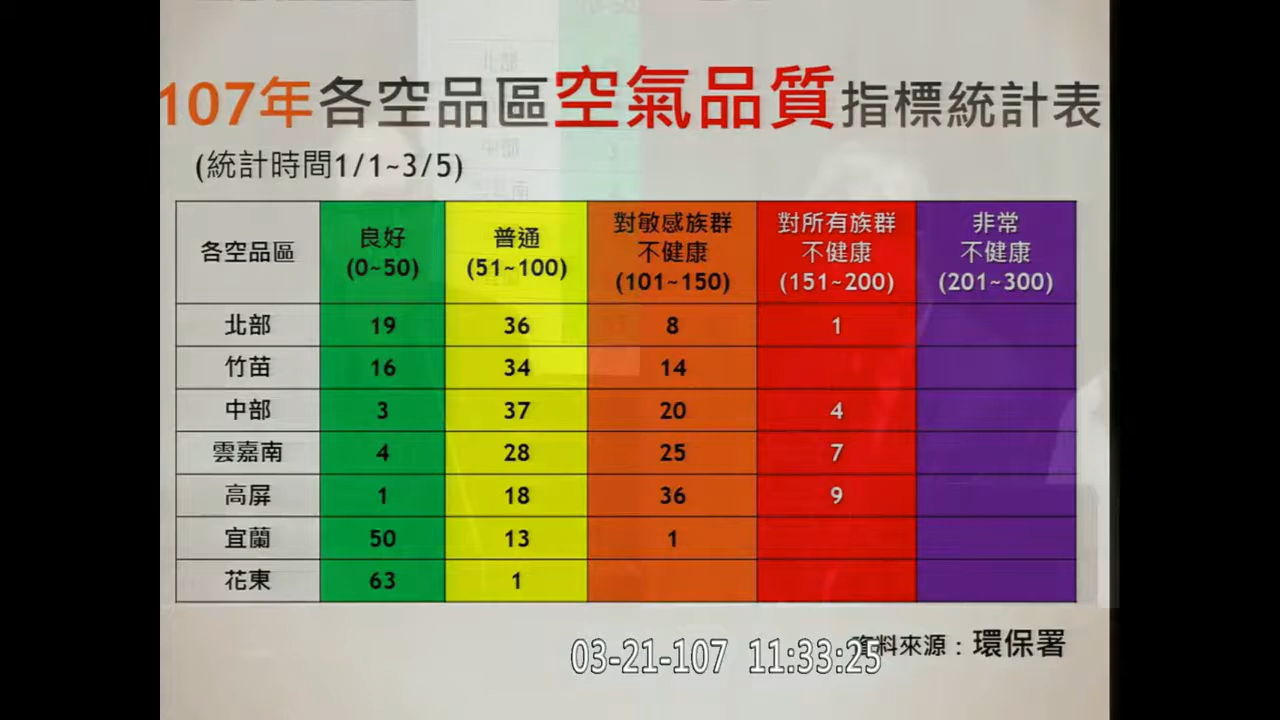 107年各空品區空氣品質指標統計表
(統計時間1/1~3/5)
各空品區 良好 (0~50) 普通 (51~100) 對敏感族群 不健康 (101~150) 對所有族群 不健康 (151~200) 非常 不健康 (201~300)
北部 19 36 8 1
竹苗 16 34 14
中部 3 37 20 4
雲嘉南 4 28 25 7
高屏 1 18 36 9
宜蘭 50 13 1
花東 63 1
資料來源：環保署
03-21-107 11:33:25